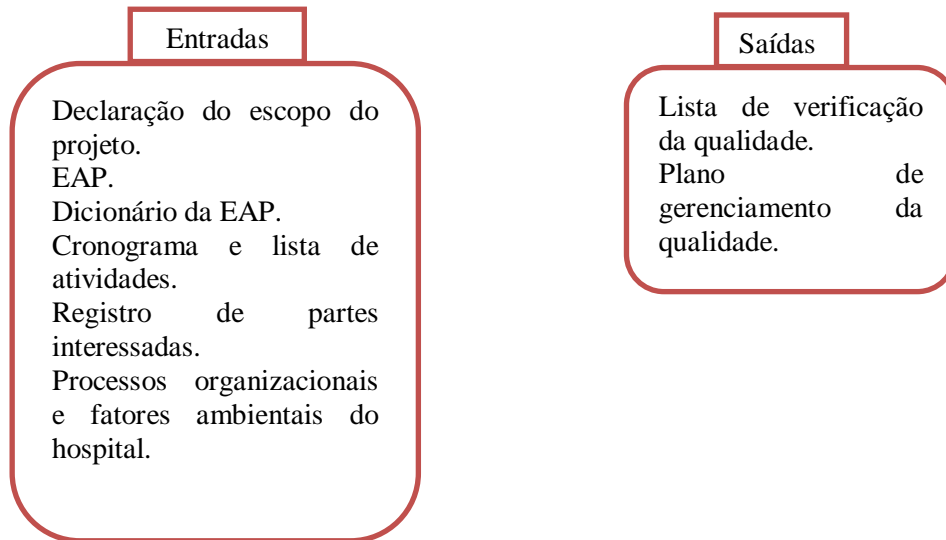 Entradas
Declaração do escopo do
projeto.
EAP.
Dicionário da EAP.
Cronograma e lista de
atividades.
Registro de partes
interessadas.
Processos organizacionais
e fatores ambientais do
hospital.
Saídas
Lista de verificação
da qualidade.
Plano de
gerenciamento da
qualidade.